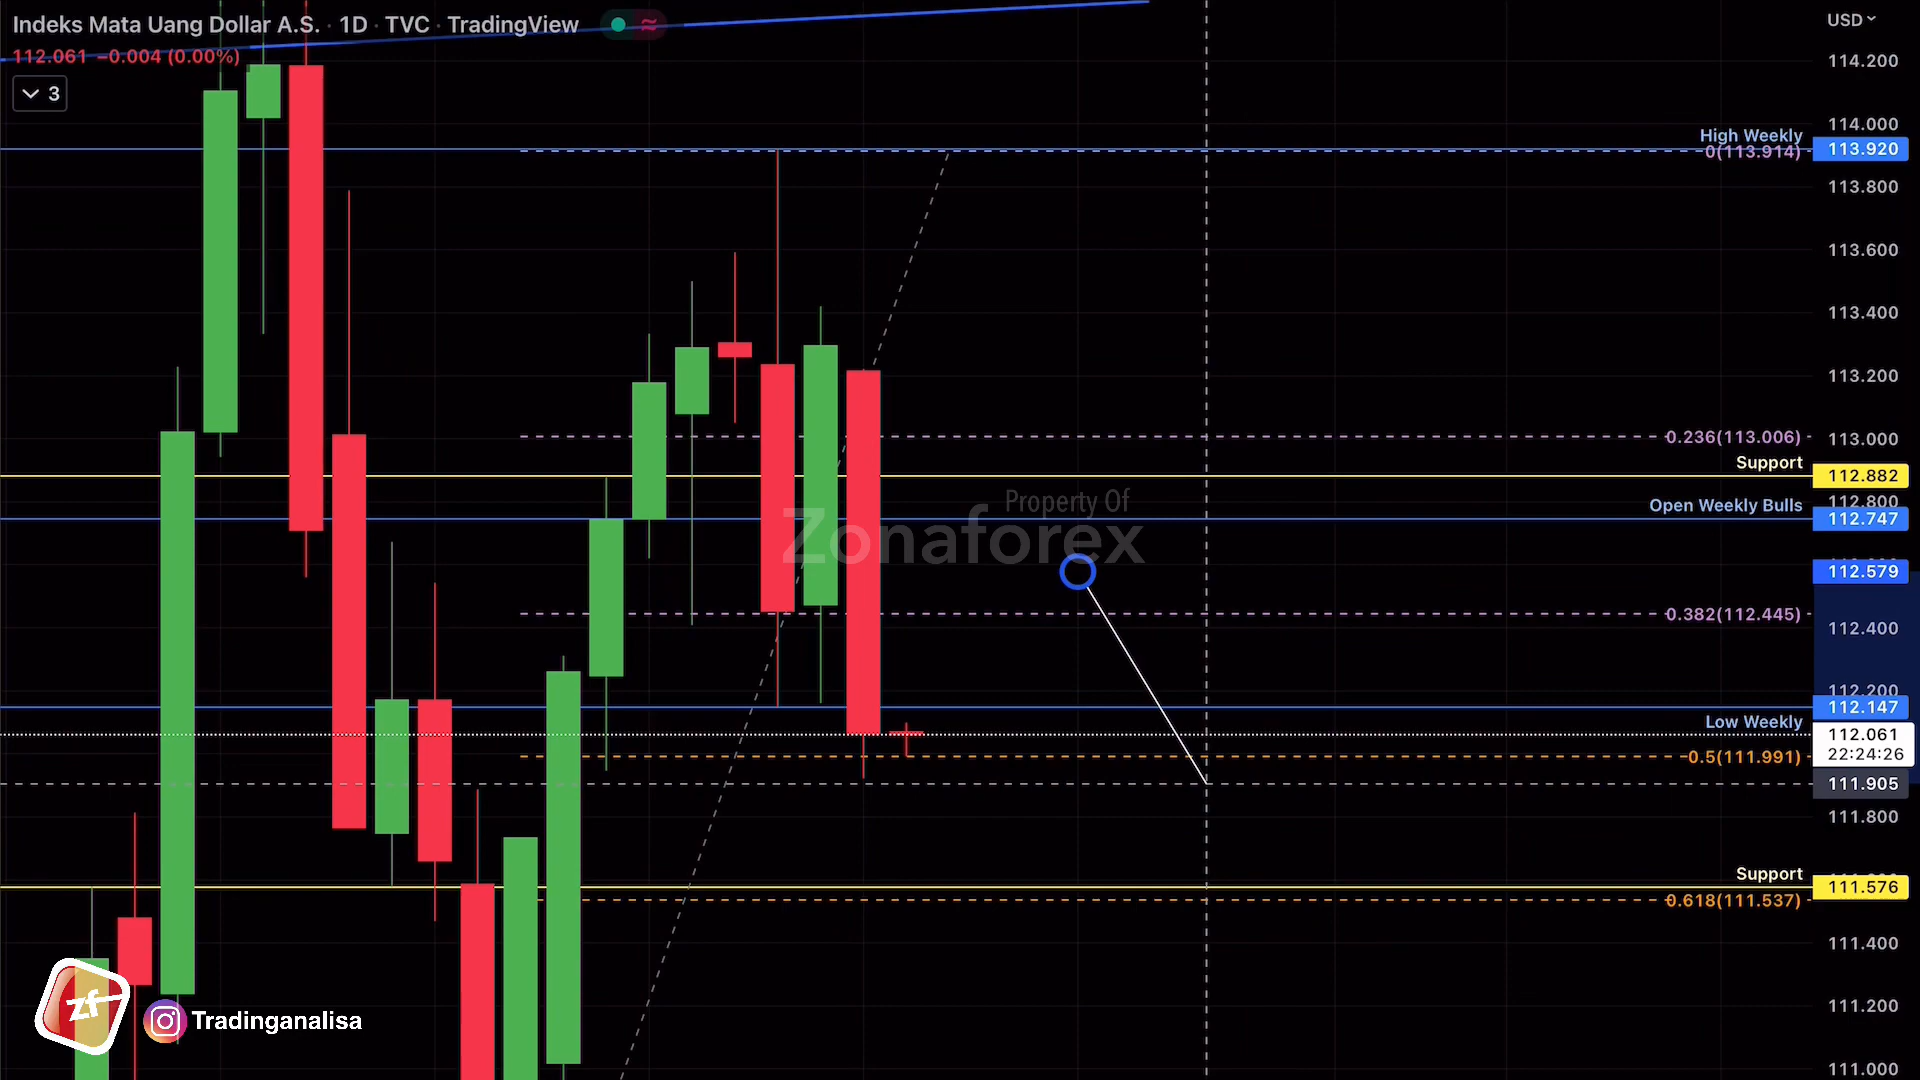 Indeks Mata Uang Dollar A.S. · 1D · TVC · TradingView
112.061 −0.004 (0.00%)
3
USD
114.200
114.000
High Weekly
113.920
0(113.914)
113.800
113.600
113.400
113.200
0.236(113.006)
113.000
Support
112.882
112.800
Open Weekly Bulls
112.747
Property Of
Zonaforex
112.579
0.382(112.445)
112.400
112.200
112.147
Low Weekly
112.061
22:24:26
0.5(111.991)
111.905
111.800
Support
111.576
0.618(111.537)
111.400
111.200
111.000
zf
Tradinganalisa